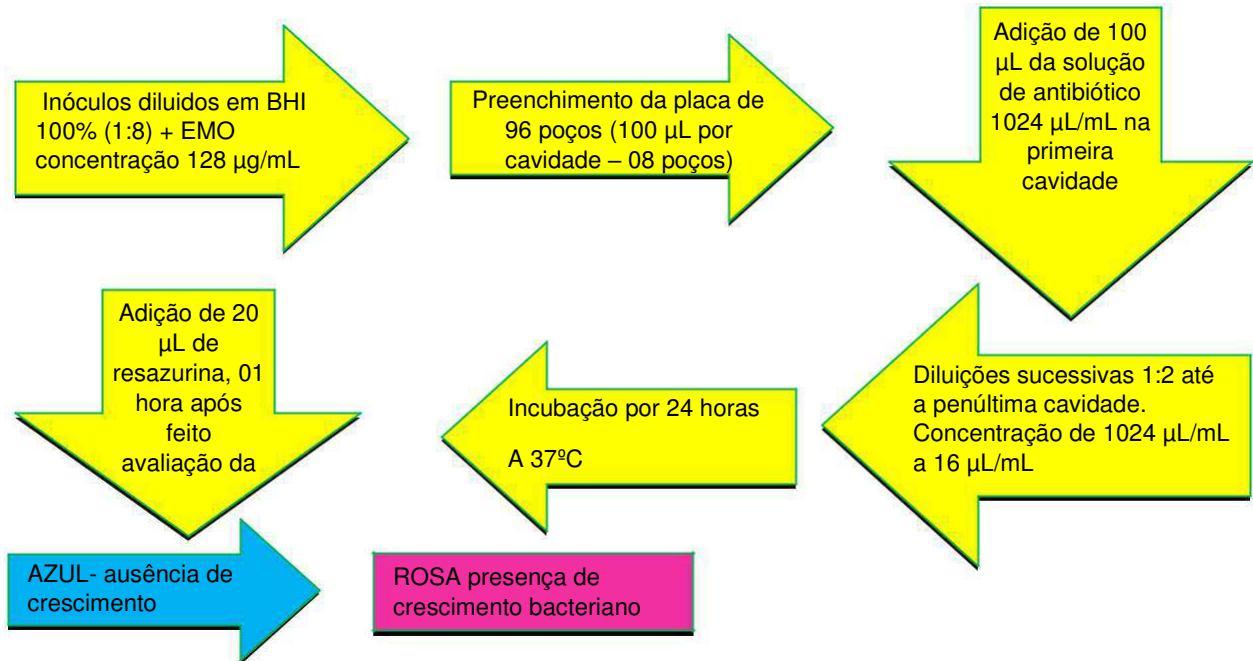 Inóculos diluidos em BHI
100% (1:8) + EMO
concentração 128 µg/mL
Preenchimento da placa de
96 poços (100 µL por
cavidade – 08 poços)
Adição de 100
µL da solução
de antibiótico
1024 µL/mL na
primeira
cavidade
Diluições sucessivas 1:2 até
a penúltima cavidade.
Concentração de 1024 µL/mL
a 16 µL/mL
Incubação por 24 horas
A 37ºC
Adição de 20
µL de
resazurina, 01
hora após
feito
avaliação da
AZUL- ausência de
crescimento
ROSA presença de
crescimento bacteriano